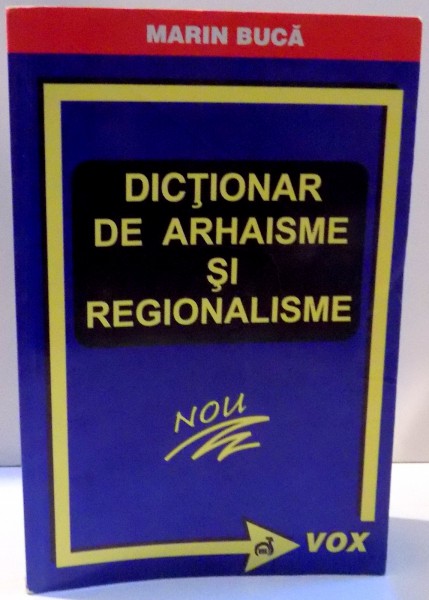 MARIN BUCĂ
DICŢIONAR
DE ARHAISME
ŞI
REGIONALISME
NOU
VOX